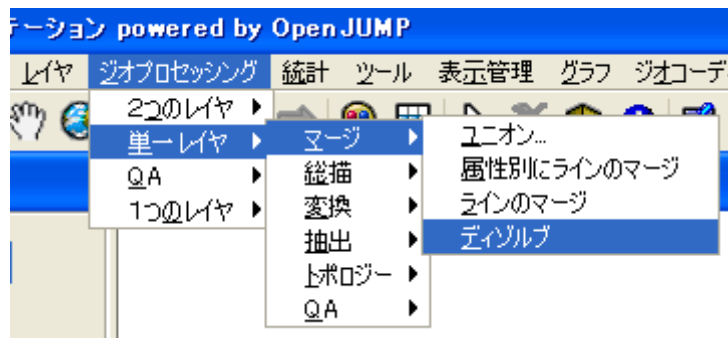 テーション powered by OpenJUMP
レイヤ ジオプロセッシング 統計 ツール 表示管理 グラフ ジオコーデ
2つのレイヤ
単一レイヤ
QA
1つのレイヤ
マージ
総描
変換
抽出
トポロジー
QA
ユニオン...
属性別にラインのマージ
ラインのマージ
ディゾルブ